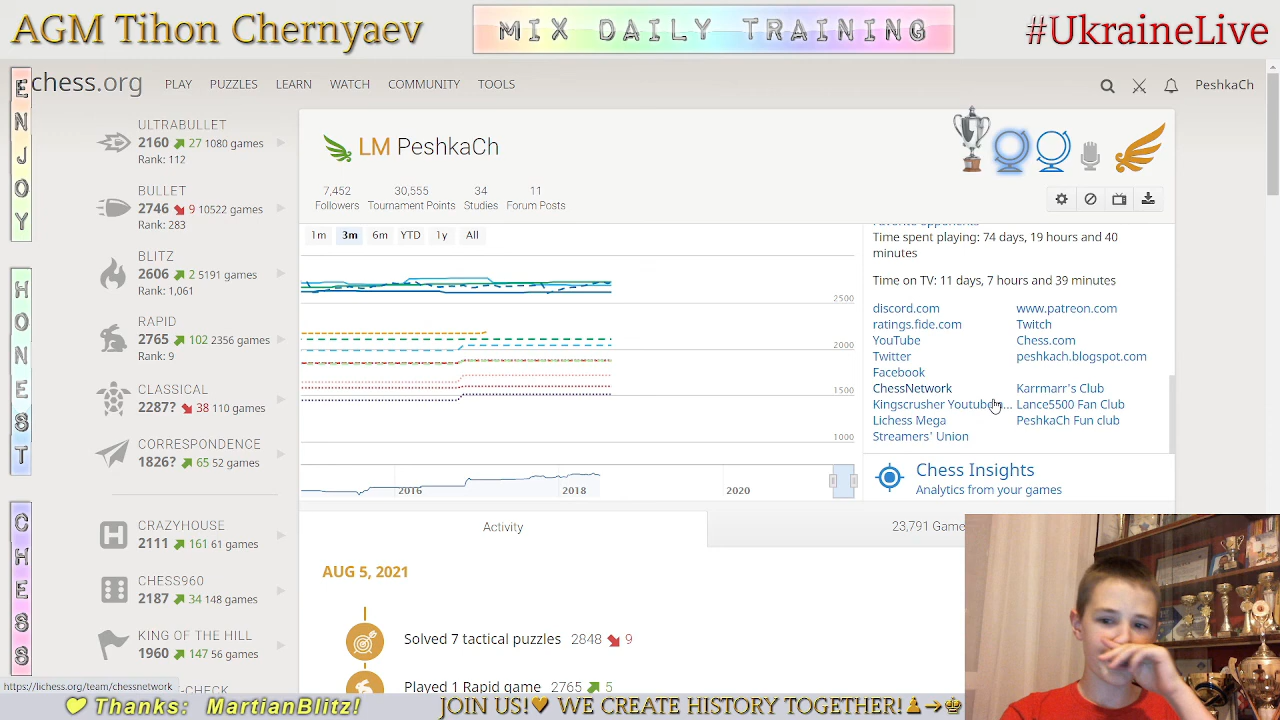 AGM Tihon Chernyaev
MIX DAILY TRAINING
#UkraineLive
ENJOY
HONEST
CHESS
chess.org
PLAY PUZZLES LEARN WATCH COMMUNITY TOOLS
PeshkaCh
ULTRABULLET
2160 27 1080 games
Rank: 112
BULLET
2746 9 10522 games
Rank: 283
BLITZ
2606 2 5191 games
Rank: 1,061
RAPID
2765 102 2356 games
Rank: 9
CLASSICAL
2287? 38 110 games
CORRESPONDENCE
1826? 65 52 games
CRAZYHOUSE
2111 161 61 games
CHESS960
2187 34 148 games
KING OF THE HILL
1960 147 56 games
-CHECK
LM PeshkaCh
7,452 30,555 34 11
Followers Tournament Points Studies Forum Posts
1m 3m 6m YTD 1y All
2500
2000
1500
1000
2016 2018 2020
Time spent playing: 74 days, 19 hours and 40
minutes
Time on TV: 11 days, 7 hours and 39 minutes
discord.com www.patreon.com
ratings.fide.com Twitch
YouTube Chess.com
Twitter peshkach.blogspot.com
Facebook
ChessNetwork Karrmarr's Club
Kingscrusher Youtube... Lance5500 Fan Club
Lichess Mega PeshkaCh Fun club
Streamers' Union
Chess Insights
Analytics from your games
Activity
23,791 Game
AUG 5, 2021
Solved 7 tactical puzzles 2848 9
Played 1 Rapid game 2765 5
https://lichess.org/team/chessnetwork
Thanks: MartianBlitz!
JOIN US! WE CREATE HISTORY TOGETHER!